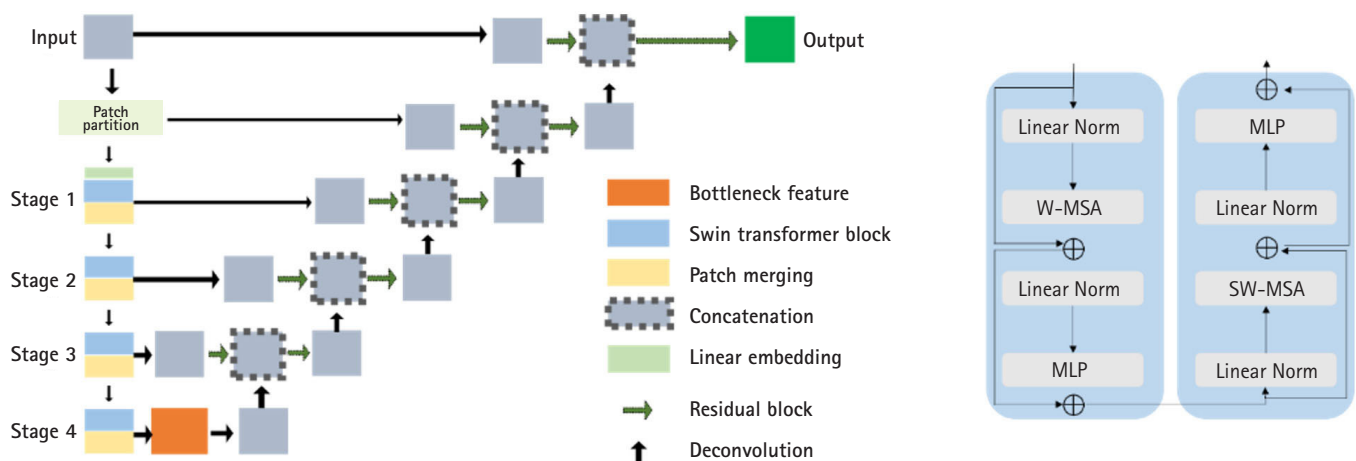 Input
Output
Patch
partition
Stage 1
Stage 2
Stage 3
Stage 4
Bottleneck feature
Swin transformer block
Patch merging
Concatenation
Linear embedding
Residual block
Deconvolution
Linear Norm
W-MSA
Linear Norm
MLP
MLP
Linear Norm
SW-MSA
Linear Norm